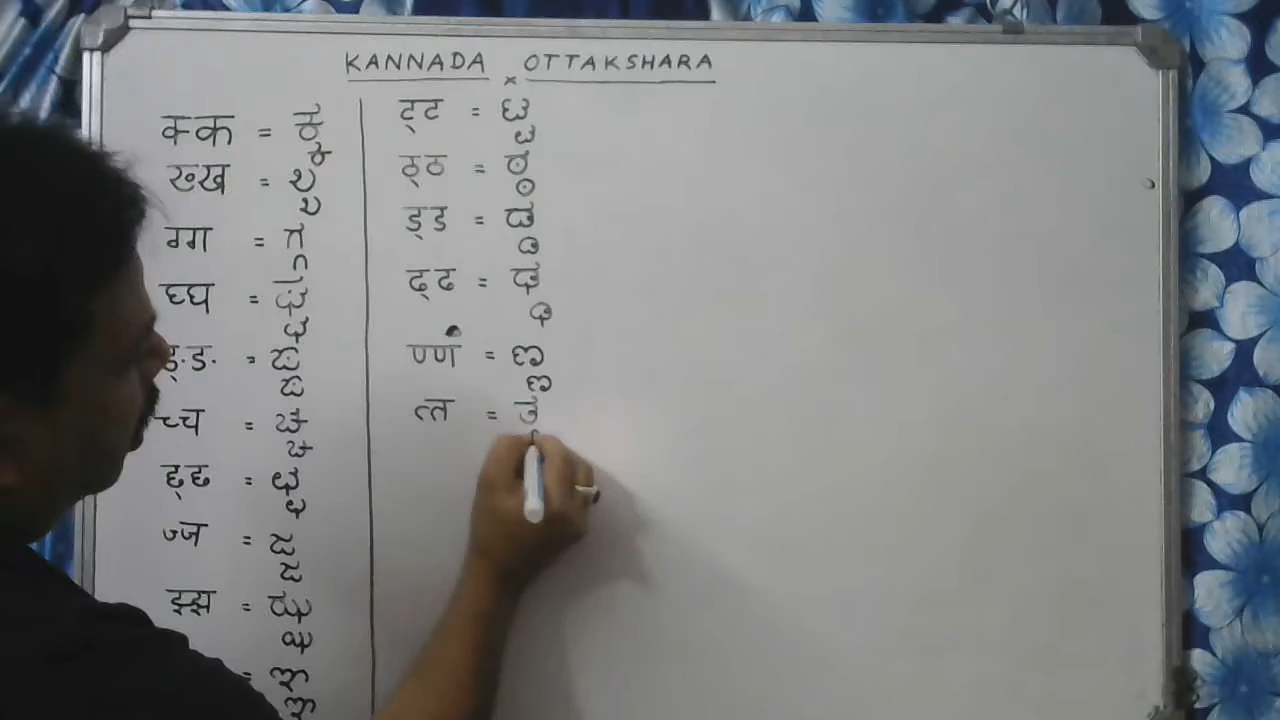 KANNADA OTTAKSHARA
क्क = ಕ್ಕ
ख्ख = ಖ್ಖ
ग्ग = ಗ್ಗ
घ्घ = ಘ್ಘ
ङ्ङ = ಙ್ಙ
च्च = ಚ್ಚ
छ्छ = ಛ್ಛ
ज्ज = ಜ್ಜ
झ्झ = ಝ್ಝ
= ಞ್ಞ
ट्ट = ಟ್ಟ
ठ्ठ = ಠ್ಠ
ड्ड = ಡ್ಡ
ढ्ढ = ಢ್ಢ
ण्ण = ಣ್ಣ
त्त =